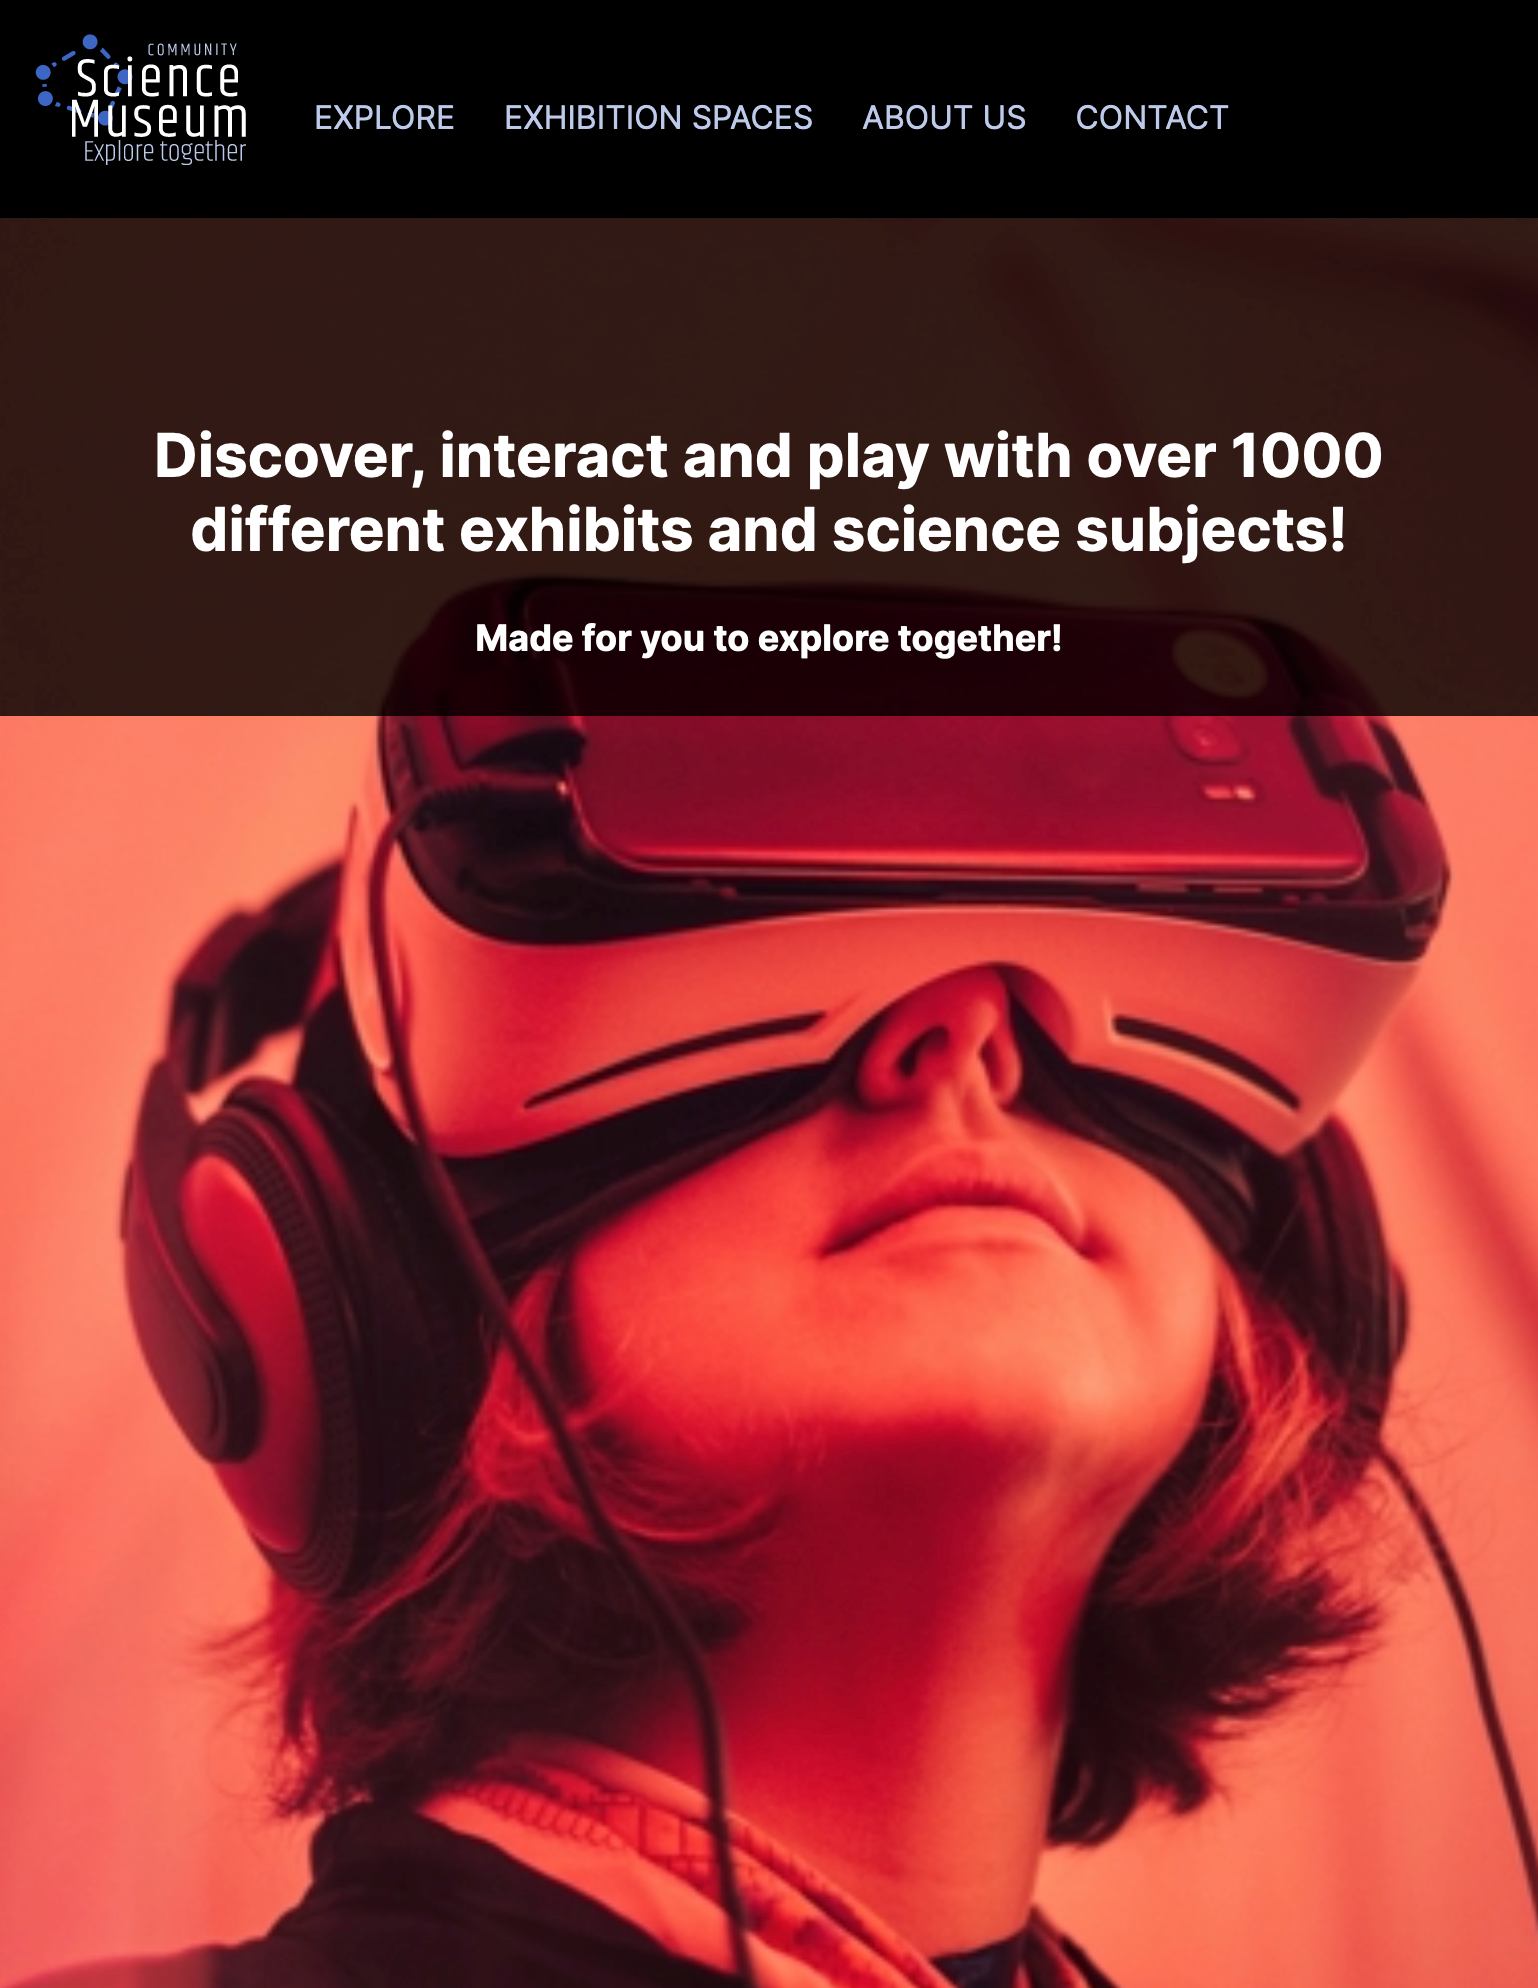 COMMUNITY
Science
Museum
Explore together
EXPLORE EXHIBITION SPACES ABOUT US CONTACT
Discover, interact and play with over 1000
different exhibits and science subjects!
Made for you to explore together!